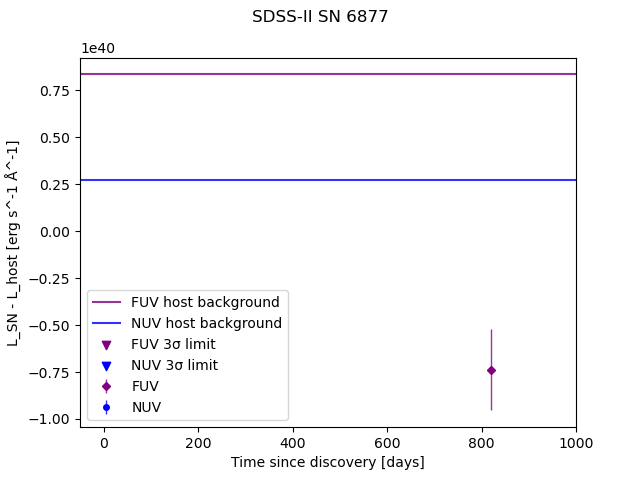 SDSS-II SN 6877
1e40
0.75
0.50
0.25
0.00
−0.25
−0.50
−0.75
−1.00
L_SN - L_host [erg s^-1 Å^-1]
FUV host background
NUV host background
FUV 3σ limit
NUV 3σ limit
FUV
NUV
0 200 400 600 800 1000
Time since discovery [days]